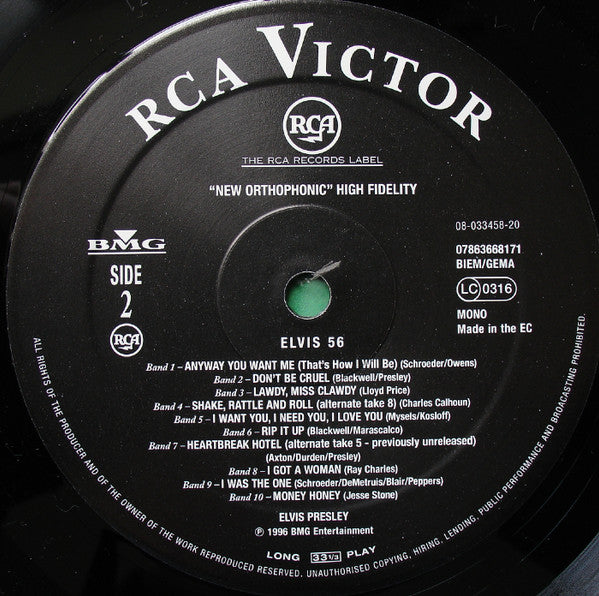 RCA VICTOR
RCA
THE RCA RECORDS LABEL
"NEW ORTHOPHONIC" HIGH FIDELITY
08-033458-20
BMG
07863668171
BIEM/GEMA
SIDE
2
LC 0316
MONO
Made in the EC
RCA
ELVIS 56
Band 1 – ANYWAY YOU WANT ME (That's How I Will Be) (Schroeder/Owens)
Band 2 – DON'T BE CRUEL (Blackwell/Presley)
Band 3 – LAWDY, MISS CLAWDY (Lloyd Price)
Band 4 – SHAKE, RATTLE AND ROLL (alternate take 8) (Charles Calhoun)
Band 5 – I WANT YOU, I NEED YOU, I LOVE YOU (Mysels/Kosloff)
Band 6 – RIP IT UP (Blackwell/Marascalco)
Band 7 – HEARTBREAK HOTEL (alternate take 5 - previously unreleased)
(Axton/Durden/Presley)
Band 8 – I GOT A WOMAN (Ray Charles)
Band 9 – I WAS THE ONE (Schroeder/DeMetruis/Blair/Peppers)
Band 10 – MONEY HONEY (Jesse Stone)
ELVIS PRESLEY
℗ 1996 BMG Entertainment
LONG 33 1/3 PLAY
ALL RIGHTS OF THE PRODUCER AND OF THE OWNER OF THE WORK REPRODUCED RESERVED. UNAUTHORISED COPYING, HIRING, LENDING, PUBLIC PERFORMANCE AND BROADCASTING PROHIBITED.